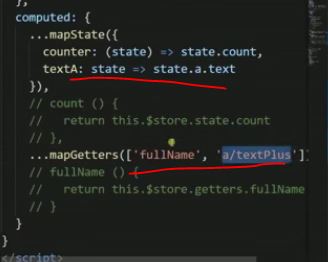 computed: {
...mapState({
counter: (state) => state.count,
textA: state => state.a.text
}),
// count () {
//   return this.$store.state.count
// },
...mapGetters(['fullName', 'a/textPlus']
// fullName () {
//   return this.$store.getters.fullName
// }
}
}
</script>